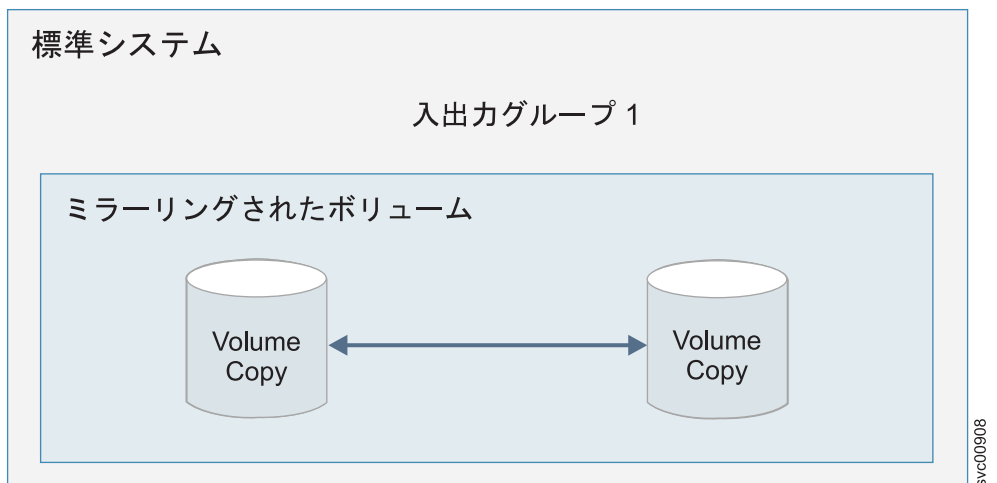 標準システム
入出力グループ 1
ミラーリングされたボリューム
Volume
Copy
Volume
Copy
svc00908